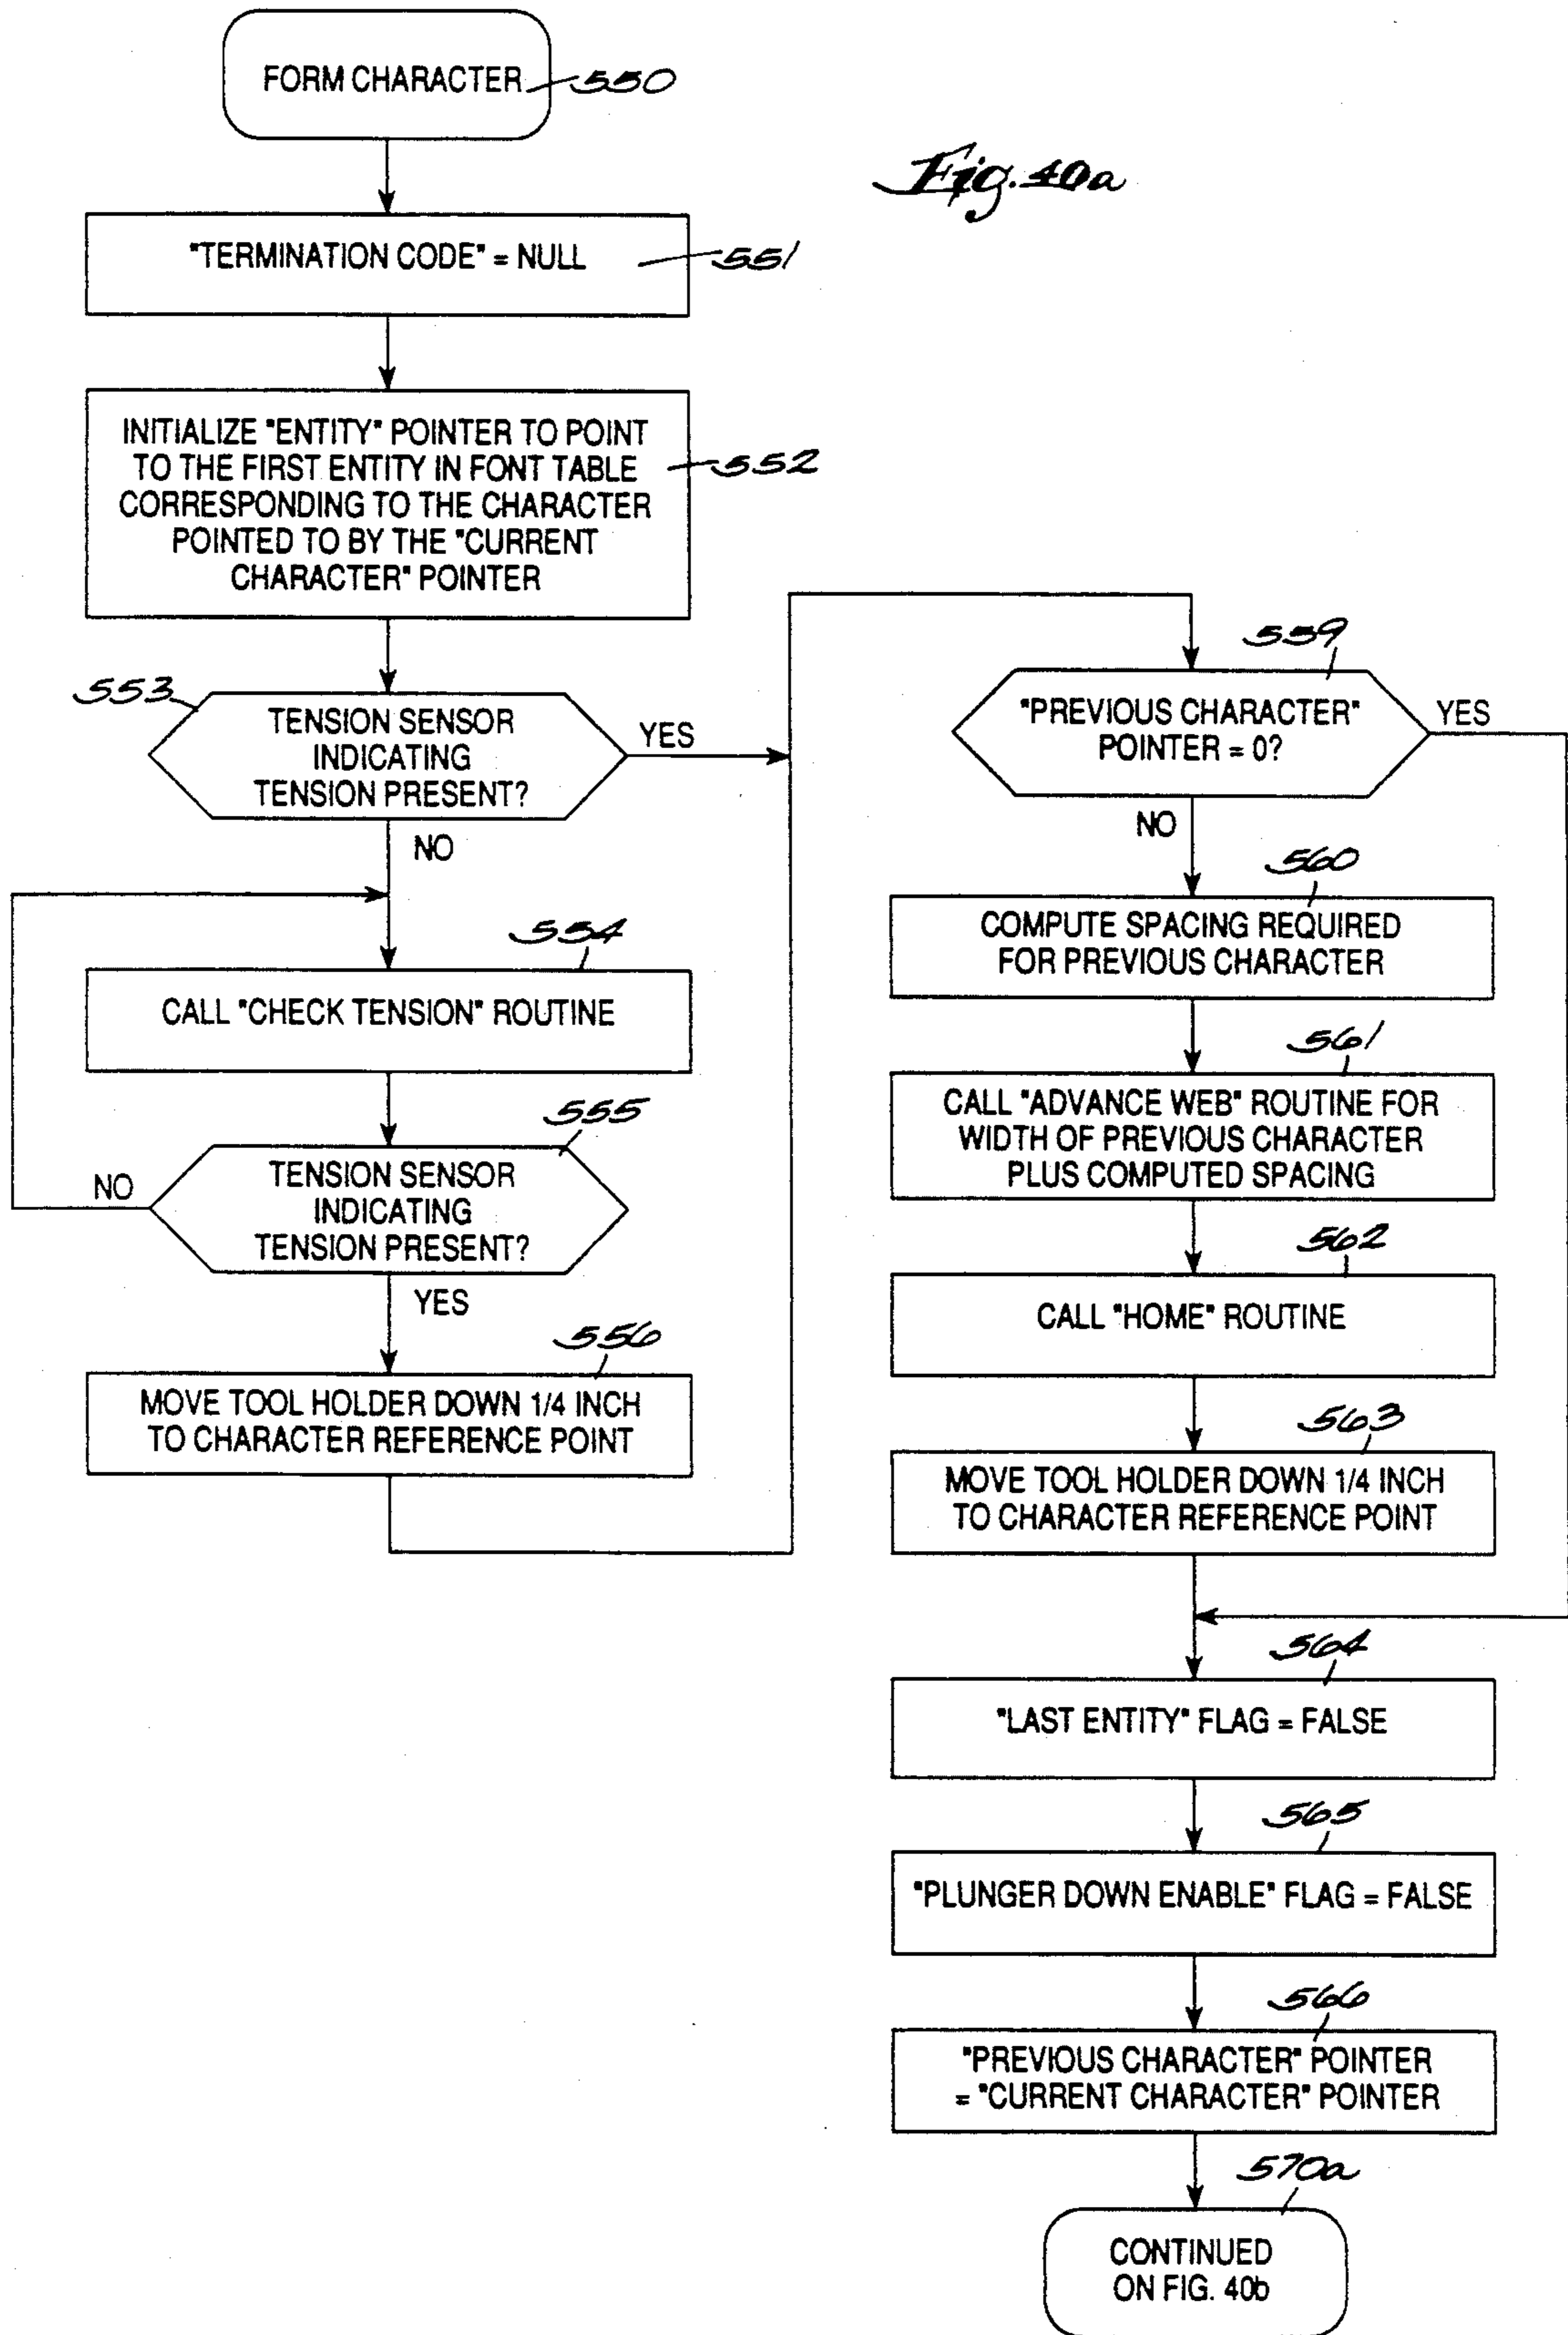 FORM CHARACTER 550
Fig. 40a
"TERMINATION CODE" = NULL 551
INITIALIZE "ENTITY" POINTER TO POINT
TO THE FIRST ENTITY IN FONT TABLE 552
CORRESPONDING TO THE CHARACTER
POINTED TO BY THE "CURRENT
CHARACTER" POINTER
553
TENSION SENSOR
INDICATING
TENSION PRESENT?
YES
NO
554
CALL "CHECK TENSION" ROUTINE
555
TENSION SENSOR
INDICATING
TENSION PRESENT?
NO
YES
556
MOVE TOOL HOLDER DOWN 1/4 INCH
TO CHARACTER REFERENCE POINT
559
"PREVIOUS CHARACTER"
POINTER = 0?
YES
NO
560
COMPUTE SPACING REQUIRED
FOR PREVIOUS CHARACTER
561
CALL "ADVANCE WEB" ROUTINE FOR
WIDTH OF PREVIOUS CHARACTER
PLUS COMPUTED SPACING
562
CALL "HOME" ROUTINE
563
MOVE TOOL HOLDER DOWN 1/4 INCH
TO CHARACTER REFERENCE POINT
564
"LAST ENTITY" FLAG = FALSE
565
"PLUNGER DOWN ENABLE" FLAG = FALSE
566
"PREVIOUS CHARACTER" POINTER
= "CURRENT CHARACTER" POINTER
570a
CONTINUED
ON FIG. 40b